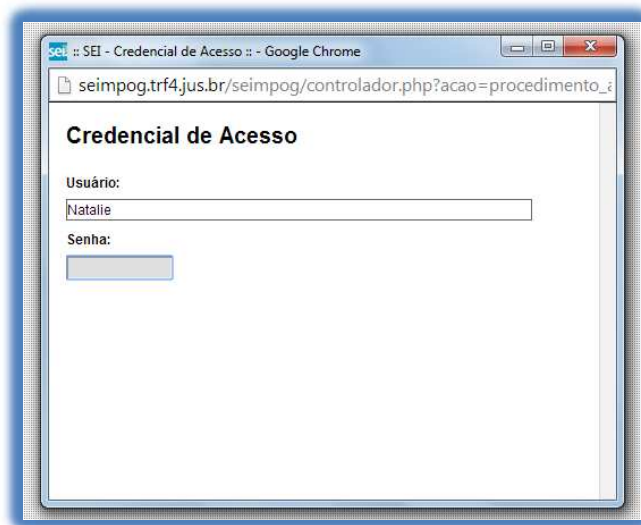 sei. :: SEI - Credencial de Acesso :: - Google Chrome
seimpog.trf4.jus.br/seimpog/controlador.php?acao=procedimento_a
Credencial de Acesso
Usuário:
Natalie
Senha: